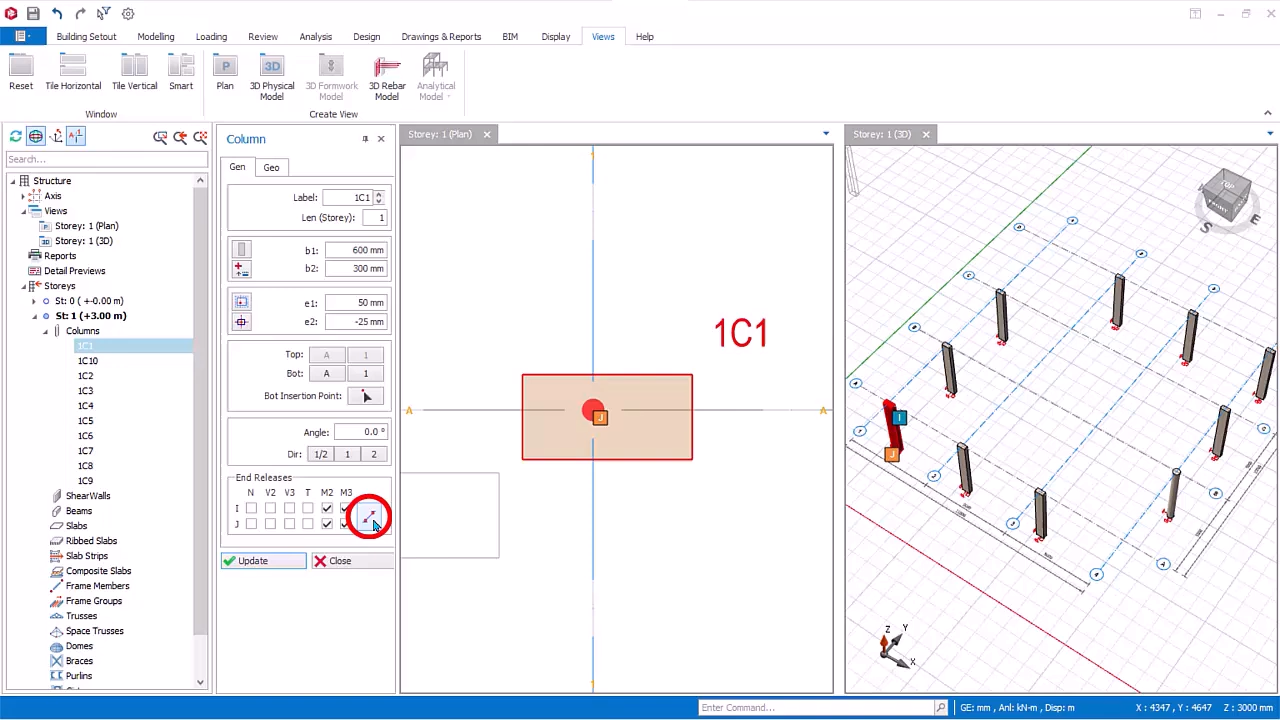 Building Setout Modelling Loading Review Analysis Design Drawings & Reports BIM Display Views Help
Reset Tile Horizontal Tile Vertical Smart Plan 3D Physical Model 3D Formwork Model 3D Rebar Model Analytical Model
Window Create View
Search...
Structure
Axis
Views
Storey: 1 (Plan)
Storey: 1 (3D)
Reports
Detail Previews
Storeys
St: 0 ( +-0.00 m)
St: 1 (+3.00 m)
Columns
1C1
1C10
1C2
1C3
1C4
1C5
1C6
1C7
1C8
1C9
ShearWalls
Beams
Slabs
Ribbed Slabs
Slab Strips
Composite Slabs
Frame Members
Frame Groups
Trusses
Space Trusses
Domes
Braces
Purlins
Column
Gen Geo
Label: 1C1
Len (Storey): 1
b1: 600 mm
b2: 300 mm
e1: 50 mm
e2: -25 mm
Top: A 1
Bot: A 1
Bot Insertion Point:
Angle: 0.0 °
Dir: 1/2 1 2
End Releases
N V2 V3 T M2 M3
I
J
Update Close
Storey: 1 (Plan)
1
1C1
A A
J
1
Storey: 1 (3D)
TOP
FRONT
S E
I
J
Z Y
X
Enter Command... GE: mm , Anl: kN-m , Disp: m X : 4347 , Y : 4647 Z : 3000 mm